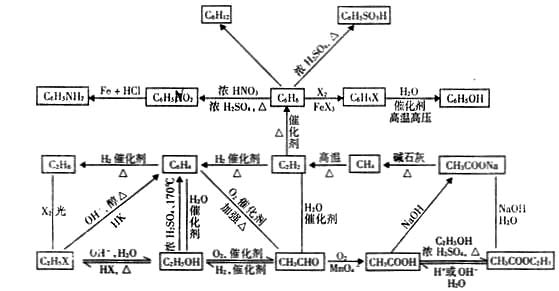 C₆H₁₂
C₆H₅SO₃H
浓 H₂SO₄, △
C₆H₅NH₂
Fe + HCl
C₆H₅NO₂
浓 HNO₃
浓 H₂SO₄, △
C₆H₆
X₂
FeX₃
C₆H₅X
H₂O
催化剂
高温高压
C₆H₅OH
催化剂
△
C₂H₆
H₂ 催化剂
△
C₂H₄
H₂ 催化剂
△
C₂H₂
高温
△
CH₄
碱石灰
△
CH₃COONa
X₂ 光
OH⁻, 醇 △
HX
浓 H₂SO₄, 170℃
H₂O
催化剂
O₂ 催化剂
加强 △
H₂O
催化剂
NaOH
NaOH
H₂O
C₂H₅X
OH⁻, H₂O
HX, △
C₂H₅OH
O₂, 催化剂
H₂, 催化剂
CH₃CHO
O₂
CH₃COOH
C₂H₅OH
浓 H₂SO₄, △
H⁺或 OH⁻
H₂O